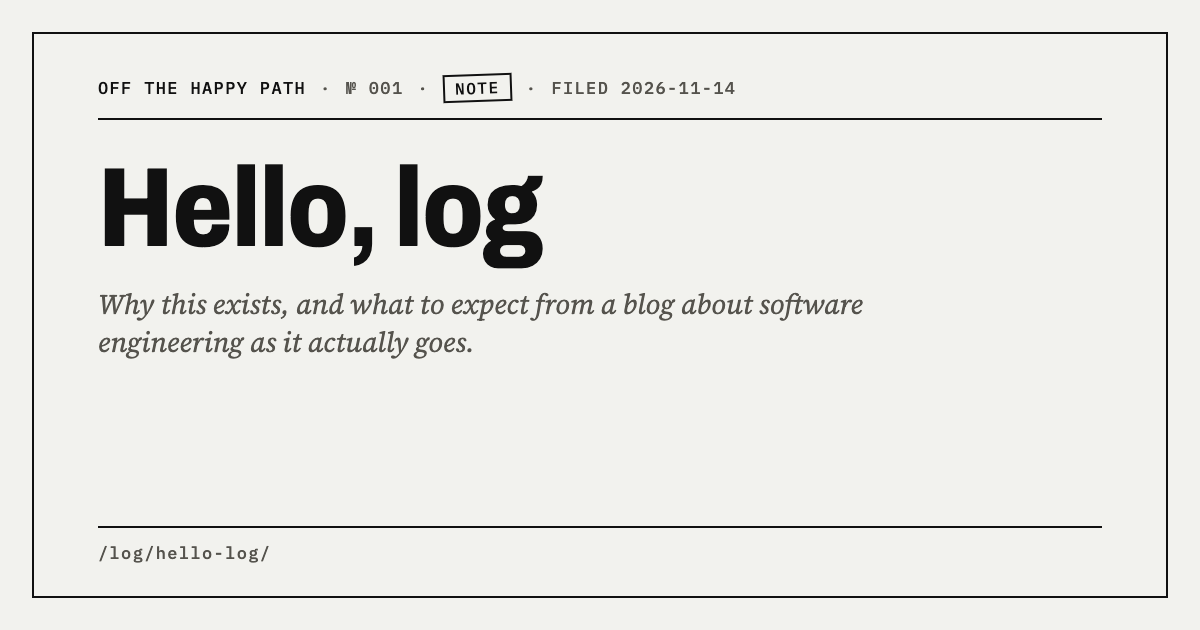 OFF THE HAPPY PATH · № 001 · NOTE · FILED 2026-11-14
Hello, log
Why this exists, and what to expect from a blog about software
engineering as it actually goes.
/log/hello-log/